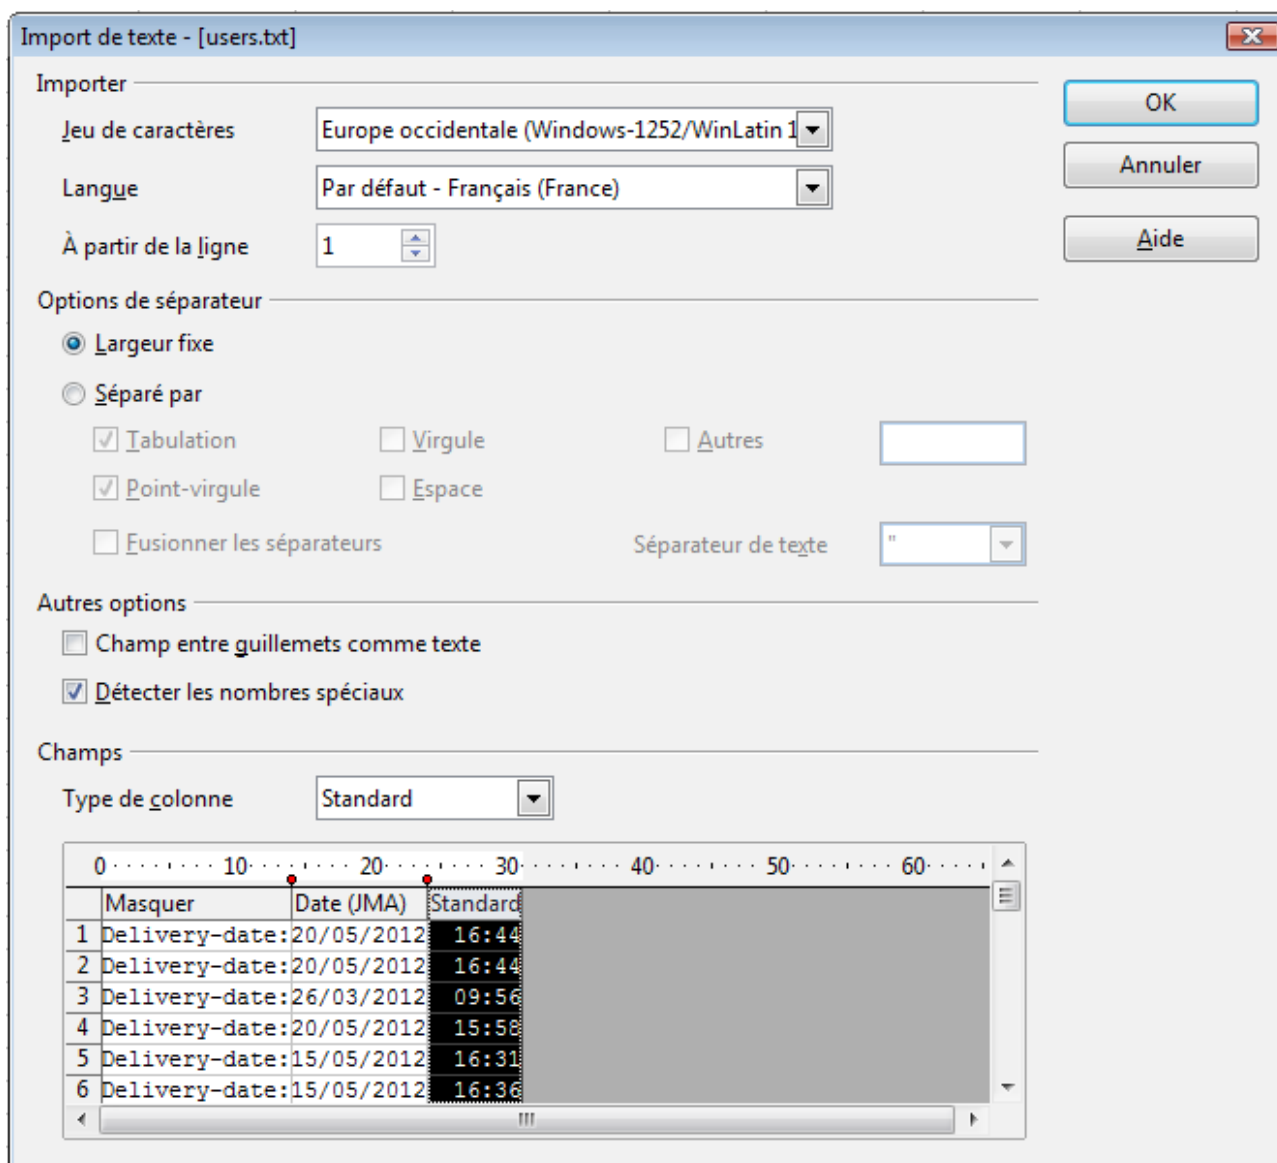 Import de texte - [users.txt]
Importer
OK
Jeu de caractères Europe occidentale (Windows-1252/WinLatin 1
Annuler
Langue Par défaut - Français (France)
À partir de la ligne 1
Aide
Options de séparateur
Largeur fixe
Séparé par
Tabulation Virgule Autres
Point-virgule Espace
Fusionner les séparateurs Séparateur de texte "
Autres options
Champ entre guillemets comme texte
Détecter les nombres spéciaux
Champs
Type de colonne Standard
0 10 20 30 40 50 60
Masquer Date (JMA) Standard
1 Delivery-date:20/05/2012 16:44
2 Delivery-date:20/05/2012 16:44
3 Delivery-date:26/03/2012 09:56
4 Delivery-date:20/05/2012 15:58
5 Delivery-date:15/05/2012 16:31
6 Delivery-date:15/05/2012 16:36